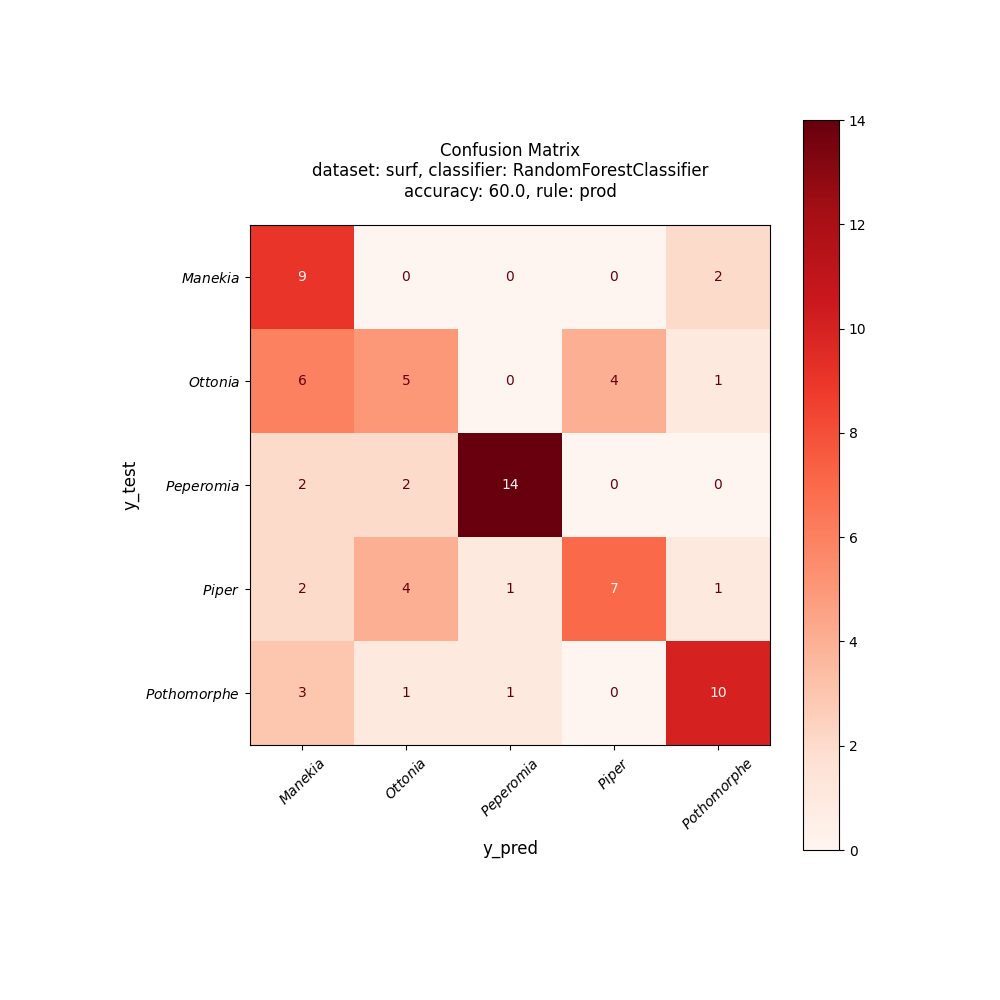 Confusion Matrix
dataset: surf, classifier: RandomForestClassifier
accuracy: 60.0, rule: prod
y_test
Manekia 9 0 0 0 2
Ottonia 6 5 0 4 1
Peperomia 2 2 14 0 0
Piper 2 4 1 7 1
Pothomorphe 3 1 1 0 10
Manekia Ottonia Peperomia Piper Pothomorphe
y_pred
14
12
10
8
6
4
2
0